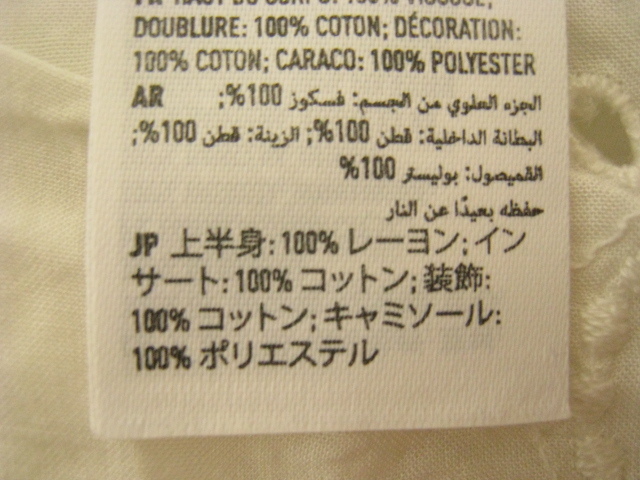 DOUBLURE: 100% COTON; DÉCORATION:
100% COTON; CARACO: 100% POLYESTER
AR الجزء العلوي من الجسم: فسكوز 100%;
البطانة الداخلية: قطن 100%; الزينة: قطن 100%;
القميصول: بوليستر 100%
حفظه بعيدًا عن النار
JP 上半身: 100% レーヨン; イン
サート: 100% コットン; 装飾:
100% コットン; キャミソール:
100% ポリエステル